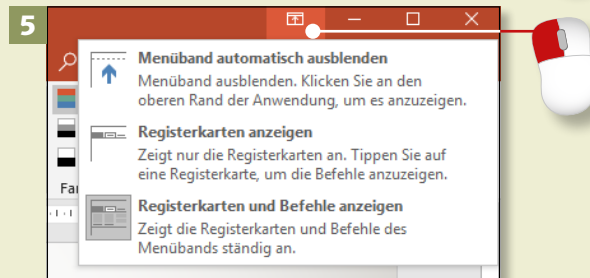 5
Menüband automatisch ausblenden
Menüband ausblenden. Klicken Sie an den
oberen Rand der Anwendung, um es anzuzeigen.
Registerkarten anzeigen
Zeigt nur die Registerkarten an. Tippen Sie auf
eine Registerkarte, um die Befehle anzuzeigen.
Far
Registerkarten und Befehle anzeigen
Zeigt die Registerkarten und Befehle des
Menübands ständig an.